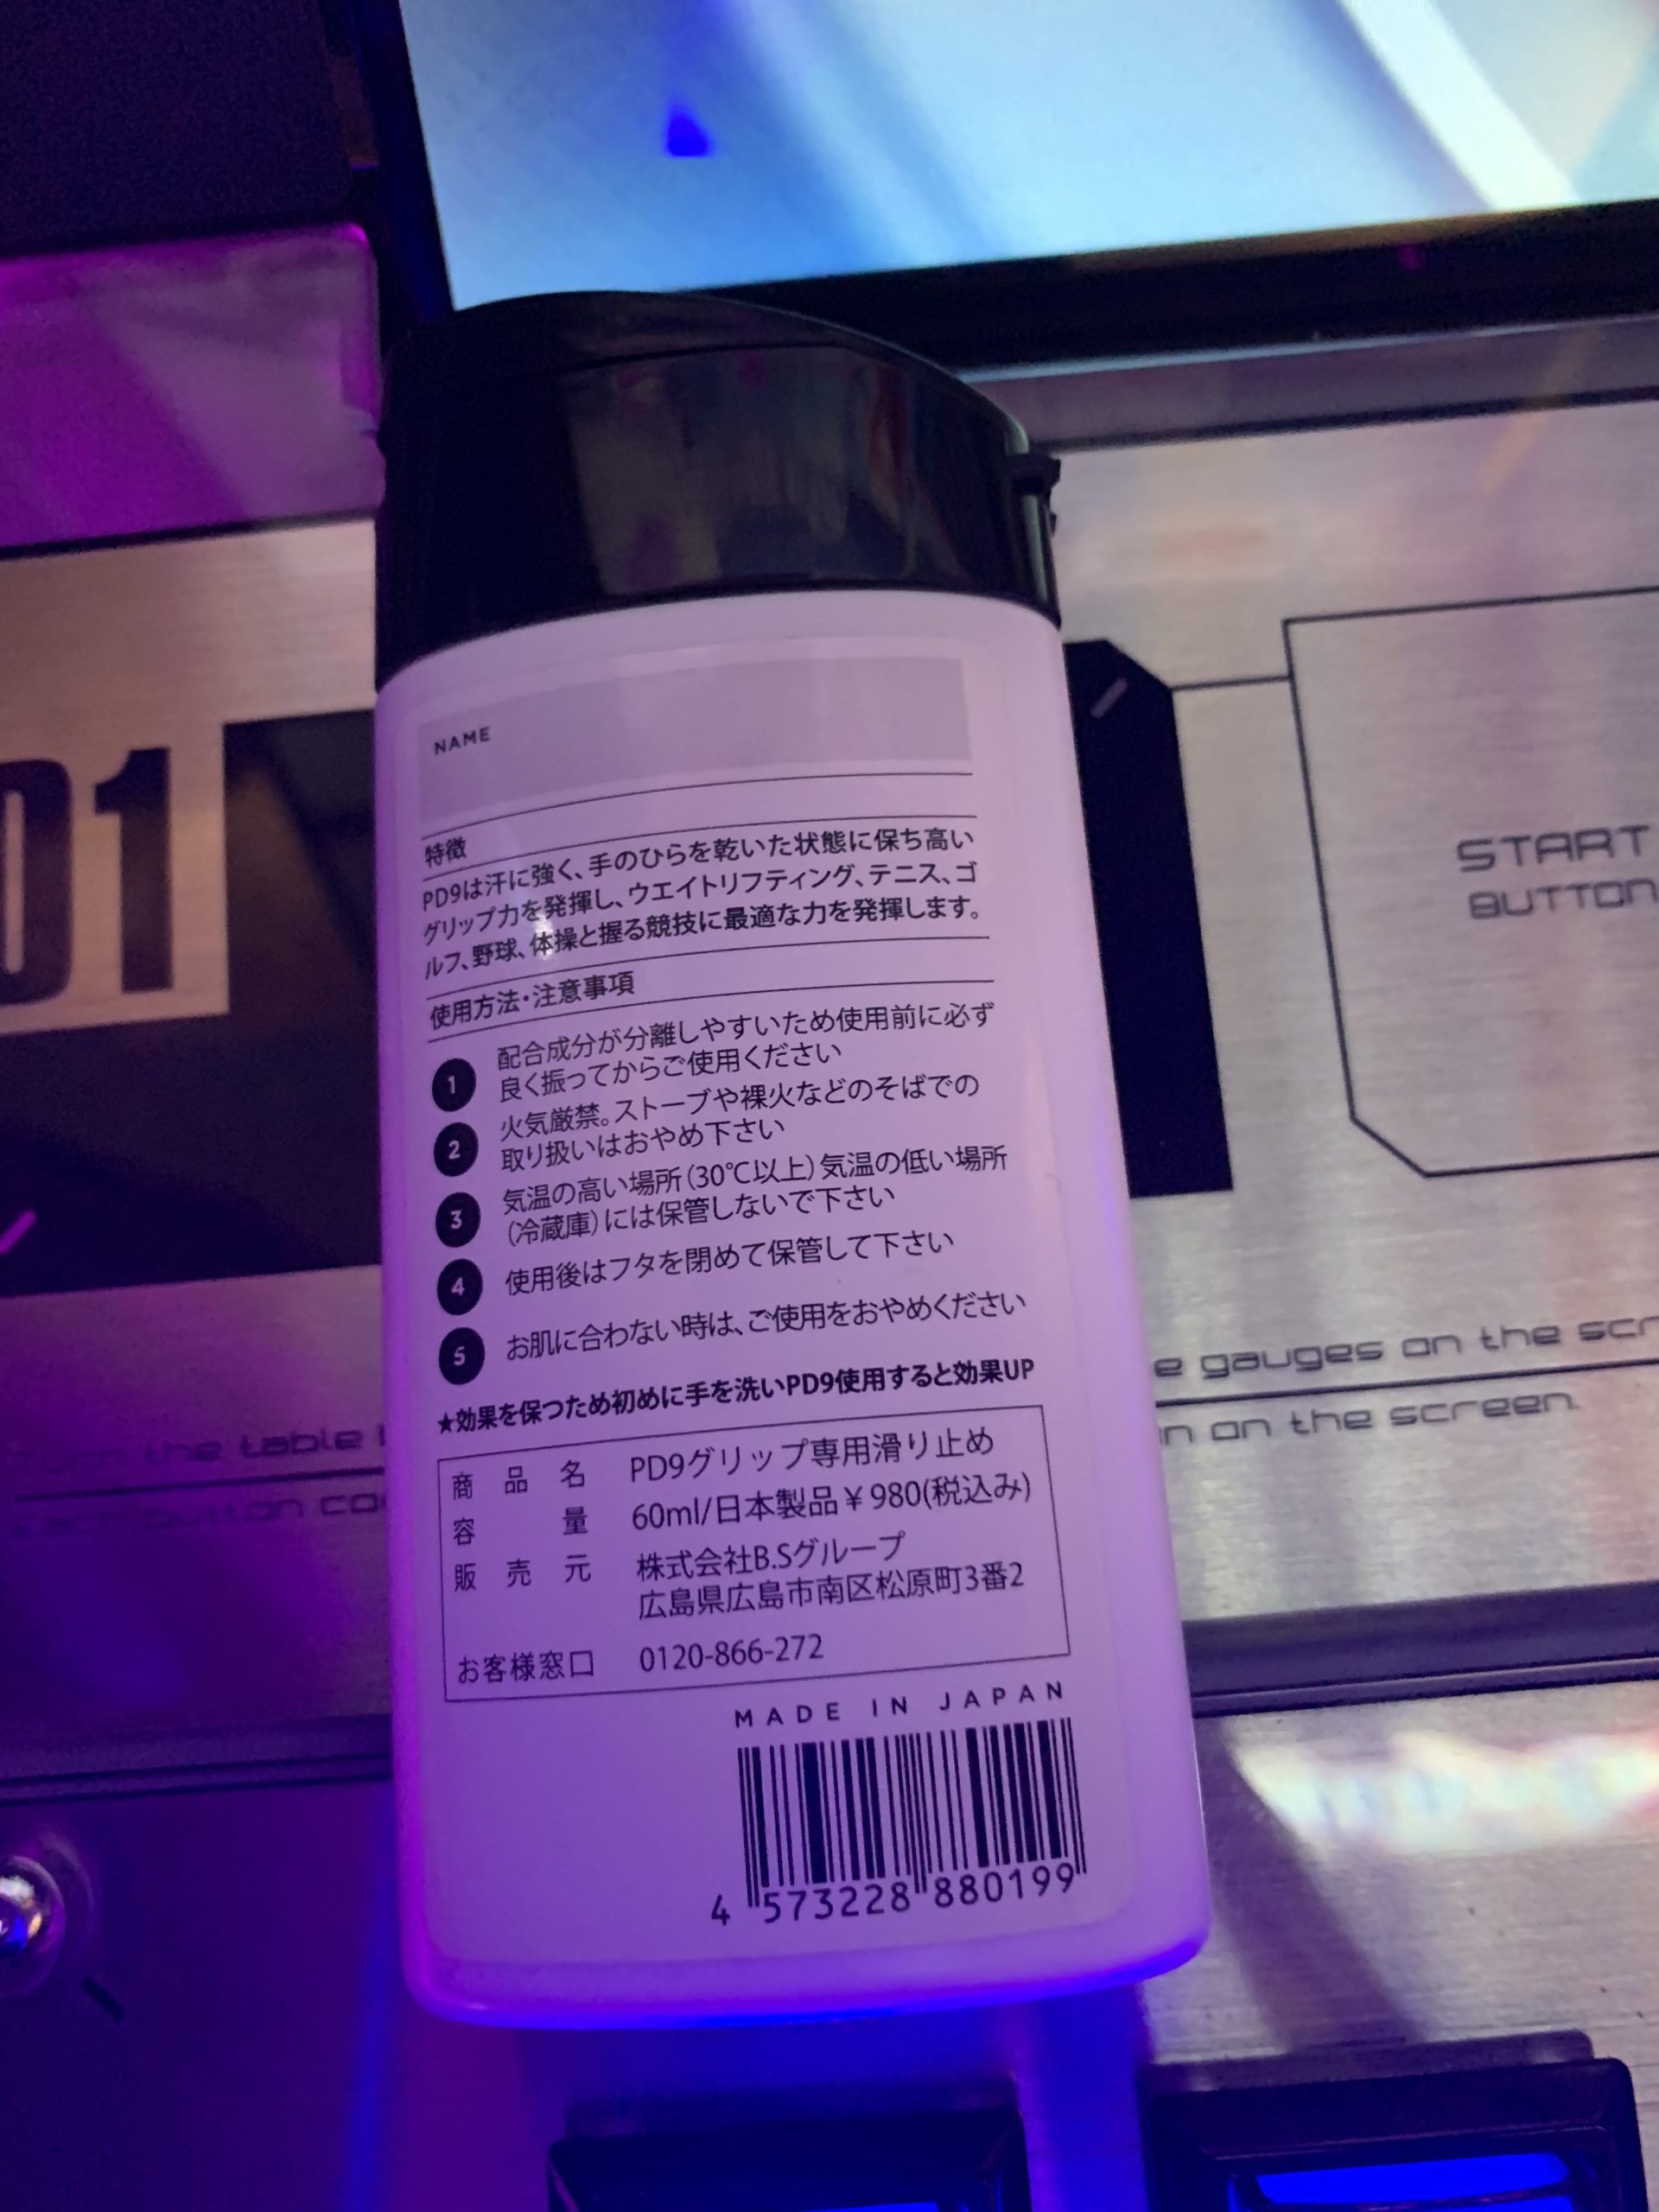 NAME
特徴
PD9は汗に強く、手のひらを乾いた状態に保ち高い
グリップ力を発揮し、ウエイトリフティング、テニス、ゴ
ルフ、野球、体操と握る競技に最適な力を発揮します。
使用方法・注意事項
1 配合成分が分離しやすいため使用前に必ず
良く振ってからご使用ください
2 火気厳禁。ストーブや裸火などのそばでの
取り扱いはおやめ下さい
3 気温の高い場所(30℃以上)気温の低い場所
(冷蔵庫)には保管しないで下さい
4 使用後はフタを閉めて保管して下さい
5 お肌に合わない時は、ご使用をおやめください
★効果を保つため初めに手を洗いPD9使用すると効果UP
商品名 PD9グリップ専用滑り止め
容量 60ml/日本製品￥980(税込み)
販売元 株式会社B.Sグループ
広島県広島市南区松原町3番2
お客様窓口 0120-866-272
MADE IN JAPAN
4 573228 880199
01
START
BUTTON
gauges on the scr
on the screen.
the table
button